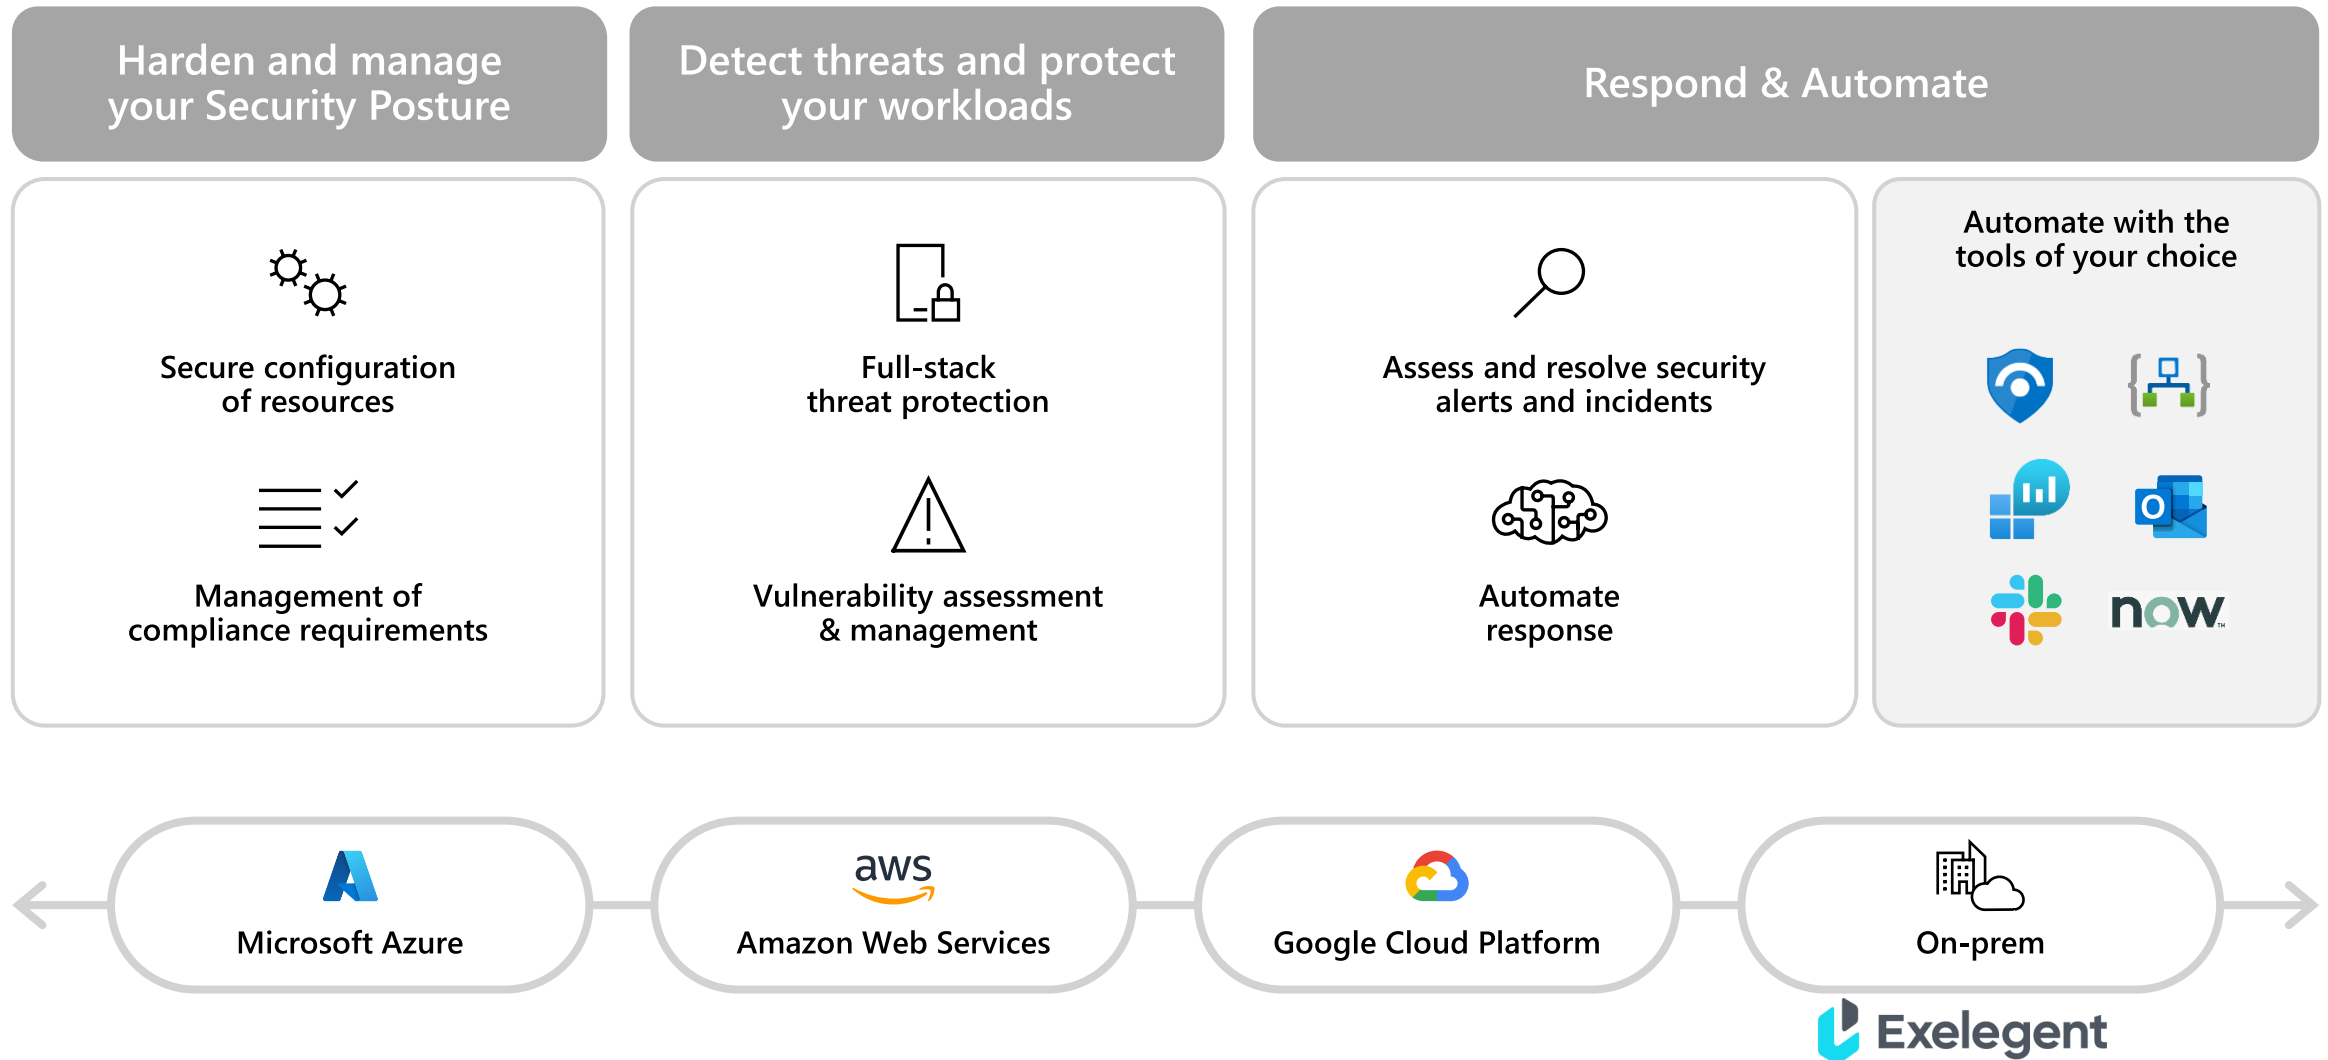 Harden and manage
your Security Posture
Detect threats and protect
your workloads
Respond & Automate
Secure configuration
of resources
Management of
compliance requirements
Full-stack
threat protection
Vulnerability assessment
& management
Assess and resolve security
alerts and incidents
Automate
response
Automate with the
tools of your choice
O
now™
aws
Microsoft Azure
Amazon Web Services
Google Cloud Platform
On-prem
Exelegent